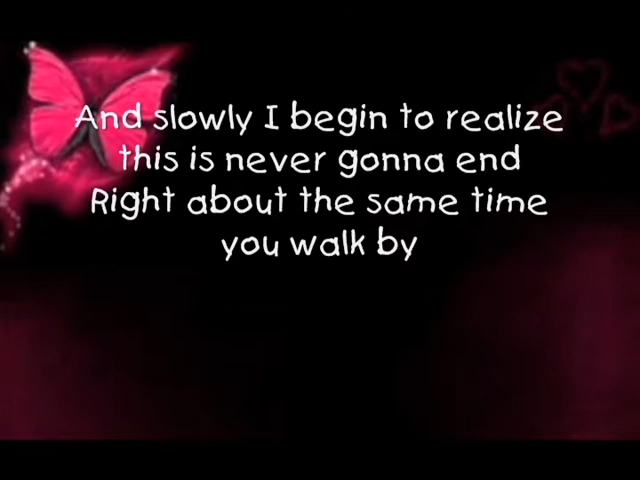 And slowly I begin to realize
this is never gonna end
Right about the same time
you walk by